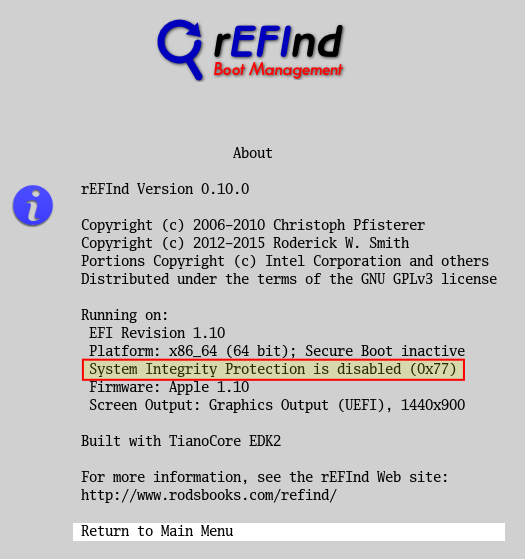 rEFInd
Boot Management
About
rEFInd Version 0.10.0
Copyright (c) 2006-2010 Christoph Pfisterer
Copyright (c) 2012-2015 Roderick W. Smith
Portions Copyright (c) Intel Corporation and others
Distributed under the terms of the GNU GPLv3 license
Running on:
EFI Revision 1.10
Platform: x86_64 (64 bit); Secure Boot inactive
System Integrity Protection is disabled (0x77)
Firmware: Apple 1.10
Screen Output: Graphics Output (UEFI), 1440x900
Built with TianoCore EDK2
For more information, see the rEFInd Web site:
http://www.rodsbooks.com/refind/
Return to Main Menu